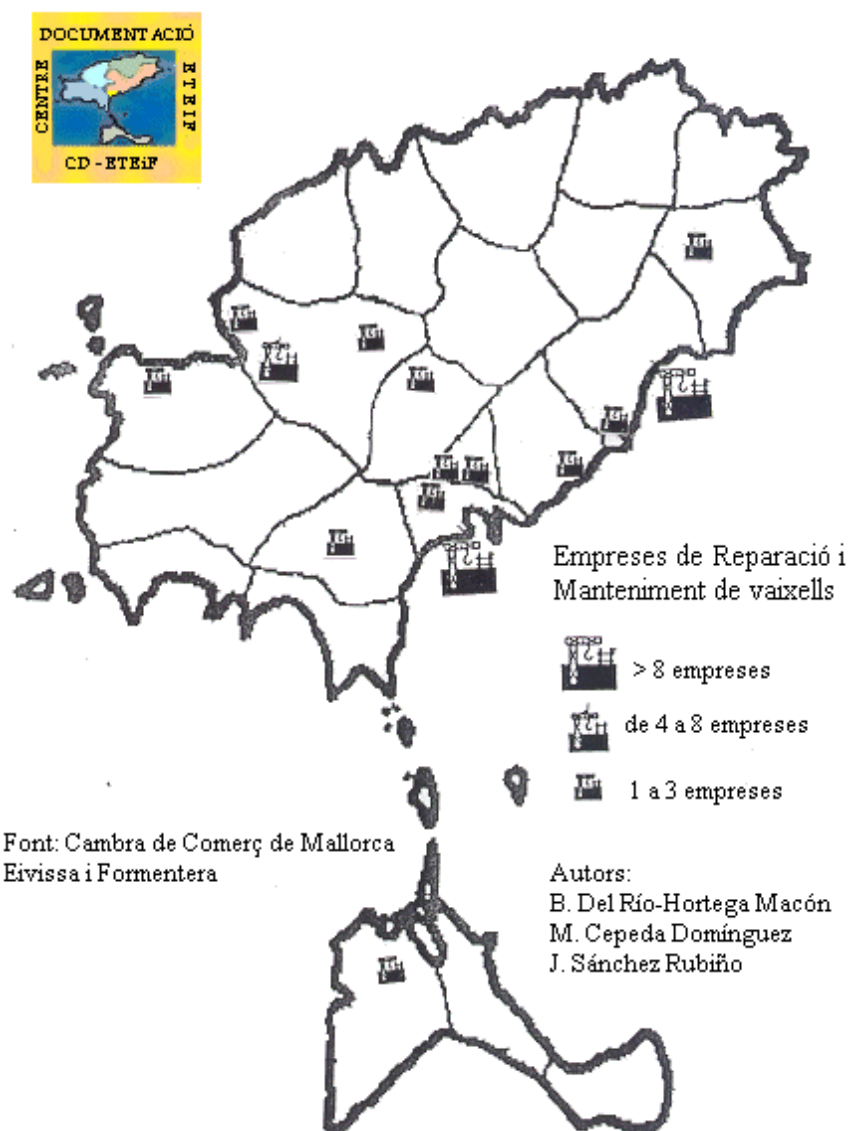 DOCUMENTACIÓ
CENTRE
ETEIF
CD - ETEiF
Empreses de Reparació i
Manteniment de vaixells
> 8 empreses
de 4 a 8 empreses
1 a 3 empreses
Font: Cambra de Comerç de Mallorca
Eivissa i Formentera
Autors:
B. Del Río-Hortega Macón
M. Cepeda Domínguez
J. Sánchez Rubiño